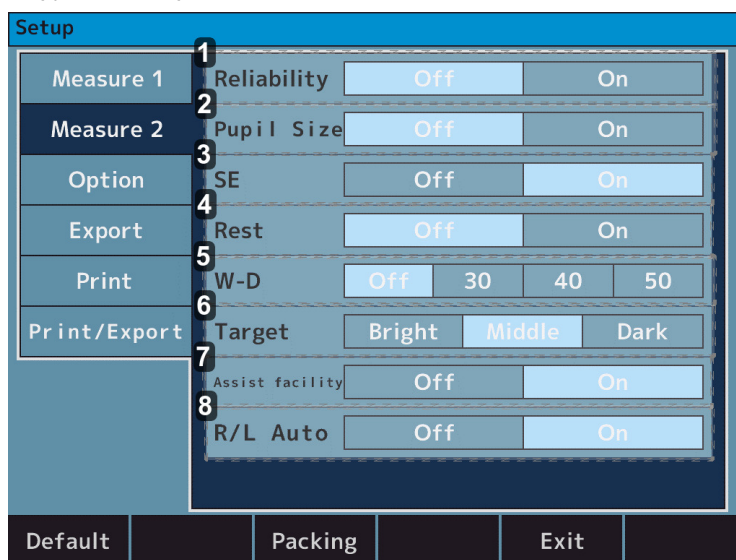 Setup
Measure 1
Measure 2
Option
Export
Print
Print/Export
1
Reliability Off On
2
Pupil Size Off On
3
SE Off On
4
Rest Off On
5
W-D Off 30 40 50
6
Target Bright Middle Dark
7
Assist facility Off On
8
R/L Auto Off On
Default Packing Exit